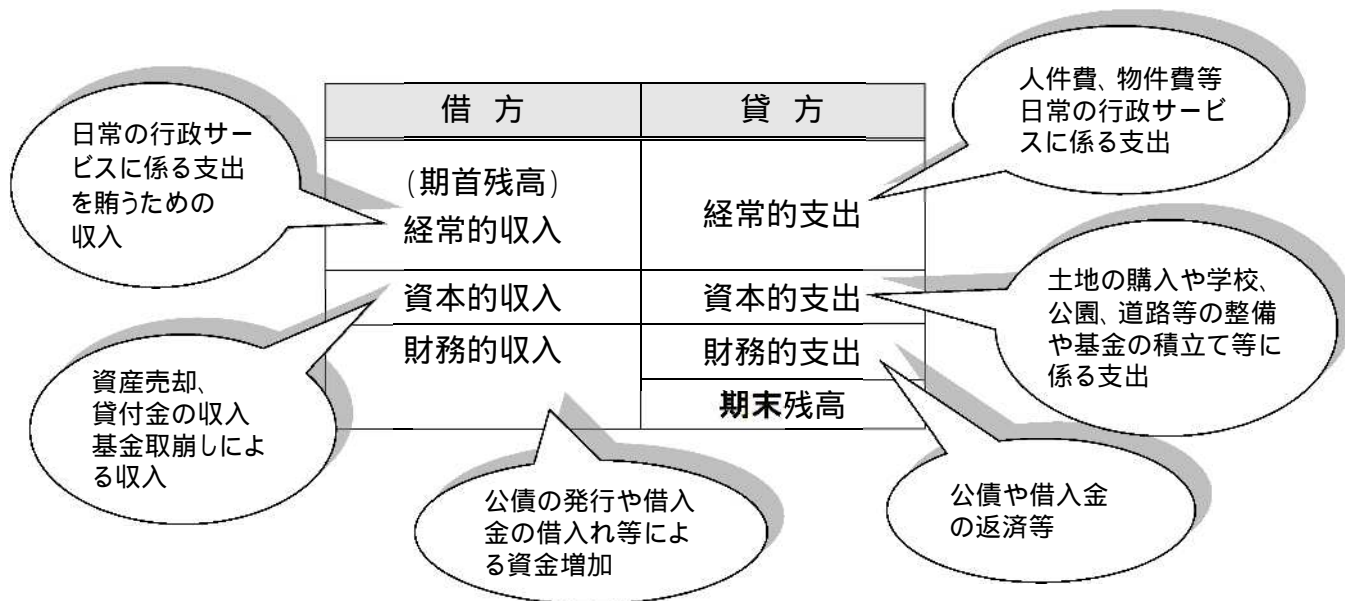 借 方
貸 方
(期首残高)
経常的収入
経常的支出
資本的収入
資本的支出
財務的収入
財務的支出
期末残高
日常の行政サー
ビスに係る支出
を賄うための
収入
人件費、物件費等
日常の行政サービ
スに係る支出
資産売却、
貸付金の収入
基金取崩しによ
る収入
土地の購入や学校、
公園、道路等の整備
や基金の積立て等に
係る支出
公債の発行や借入
金の借入れ等によ
る資金増加
公債や借入金
の返済等